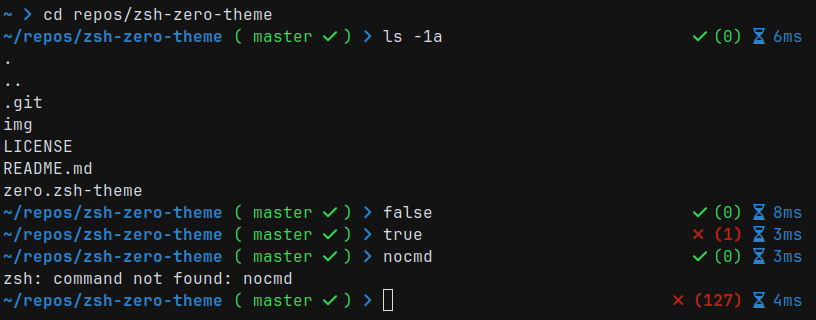 ~ ❯ cd repos/zsh-zero-theme
~/repos/zsh-zero-theme ( master ✓ ) ❯ ls -1a ✓ (0) ⧗ 6ms
.
..
.git
img
LICENSE
README.md
zero.zsh-theme
~/repos/zsh-zero-theme ( master ✓ ) ❯ false ✓ (0) ⧗ 8ms
~/repos/zsh-zero-theme ( master ✓ ) ❯ true ✗ (1) ⧗ 3ms
~/repos/zsh-zero-theme ( master ✓ ) ❯ nocmd ✓ (0) ⧗ 3ms
zsh: command not found: nocmd
~/repos/zsh-zero-theme ( master ✓ ) ❯ ✗ (127) ⧗ 4ms